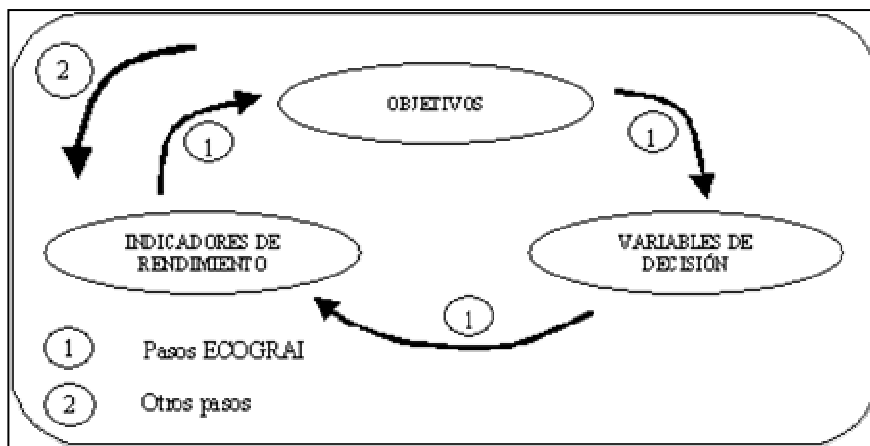 2
OBJETIVOS
1
1
INDICADORES DE
RENDIMIENTO
VARIABLES DE
DECISIÓN
1
1 Pasos ECOGRAI
2 Otros pasos